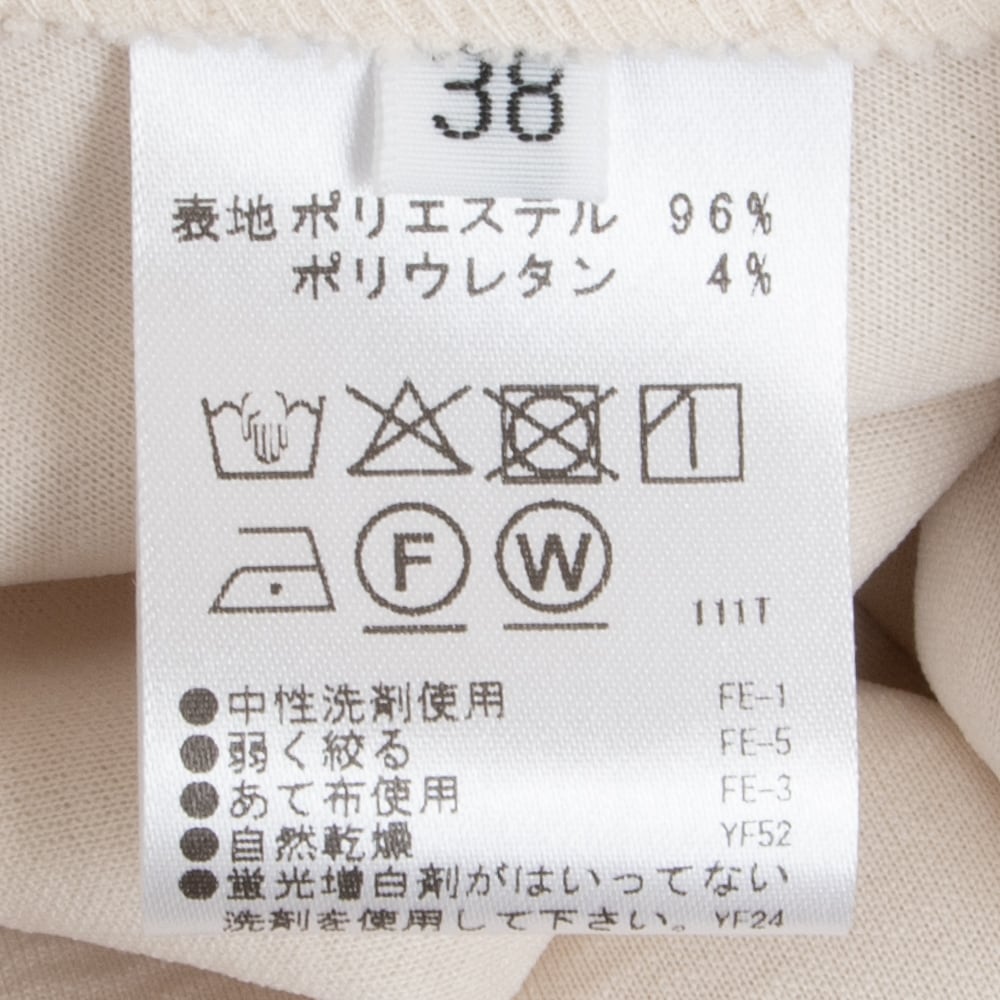 38
表地 ポリエステル 96%
ポリウレタン 4%
F W
111T
●中性洗剤使用 FE-1
●弱く絞る FE-5
●あて布使用 FE-3
●自然乾燥 YF52
●蛍光増白剤がはいってない
洗剤を使用して下さい。 YF24